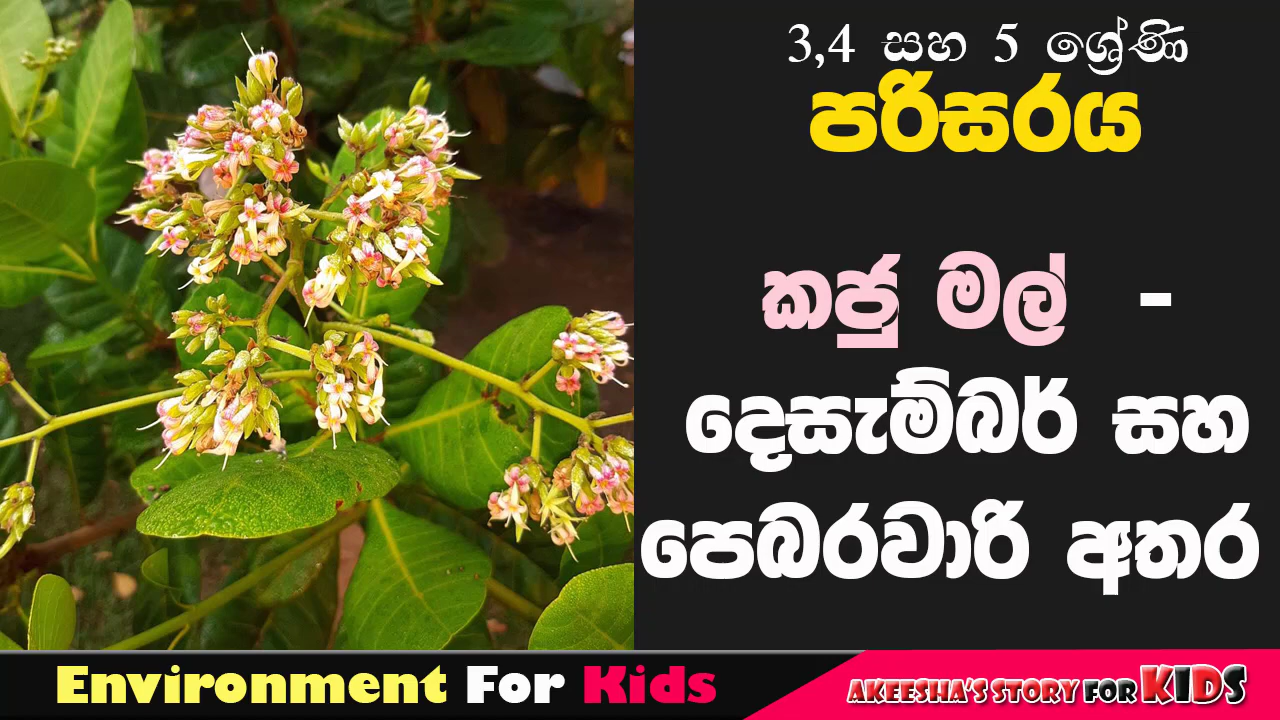 3,4 සහ 5 ශ්‍රේණි
පරිසරය
කජු මල් -
දෙසැම්බර් සහ
පෙබරවාරි අතර
Environment For Kids
AKEESHA'S STORY FOR KIDS